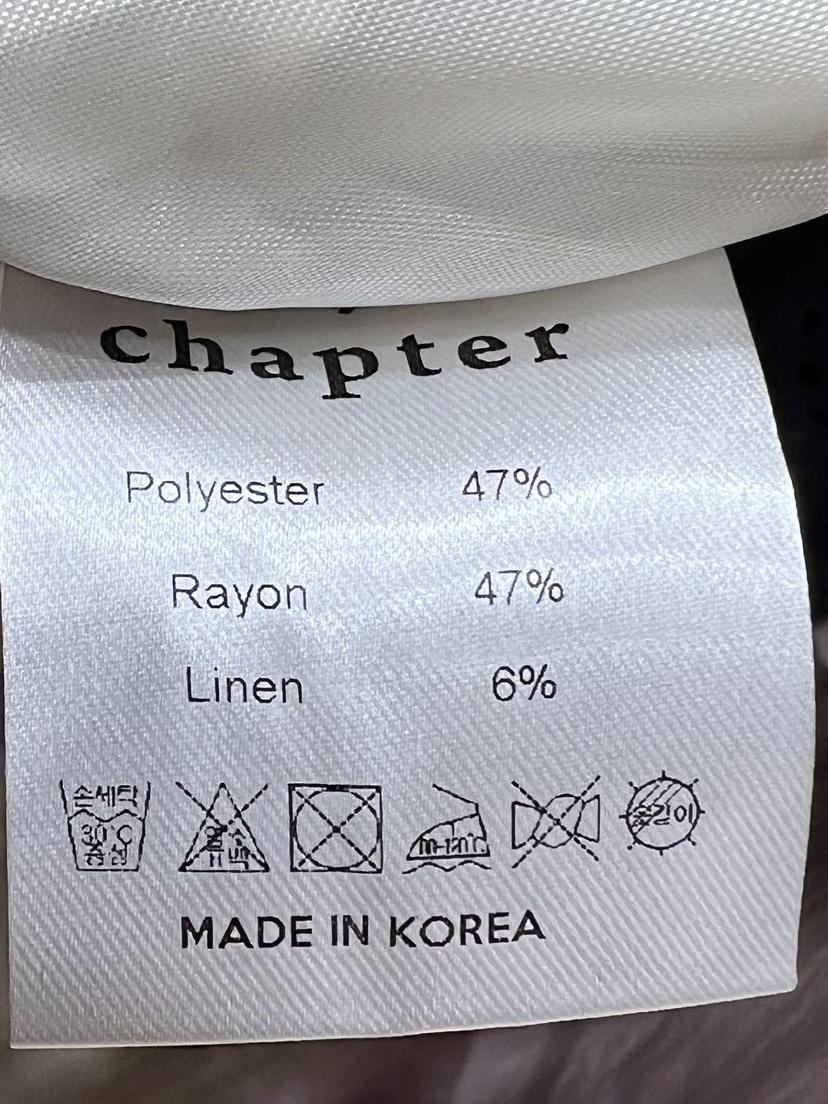 chapter
Polyester 47%
Rayon 47%
Linen 6%
손세탁
30°C
중성
MADE IN KOREA